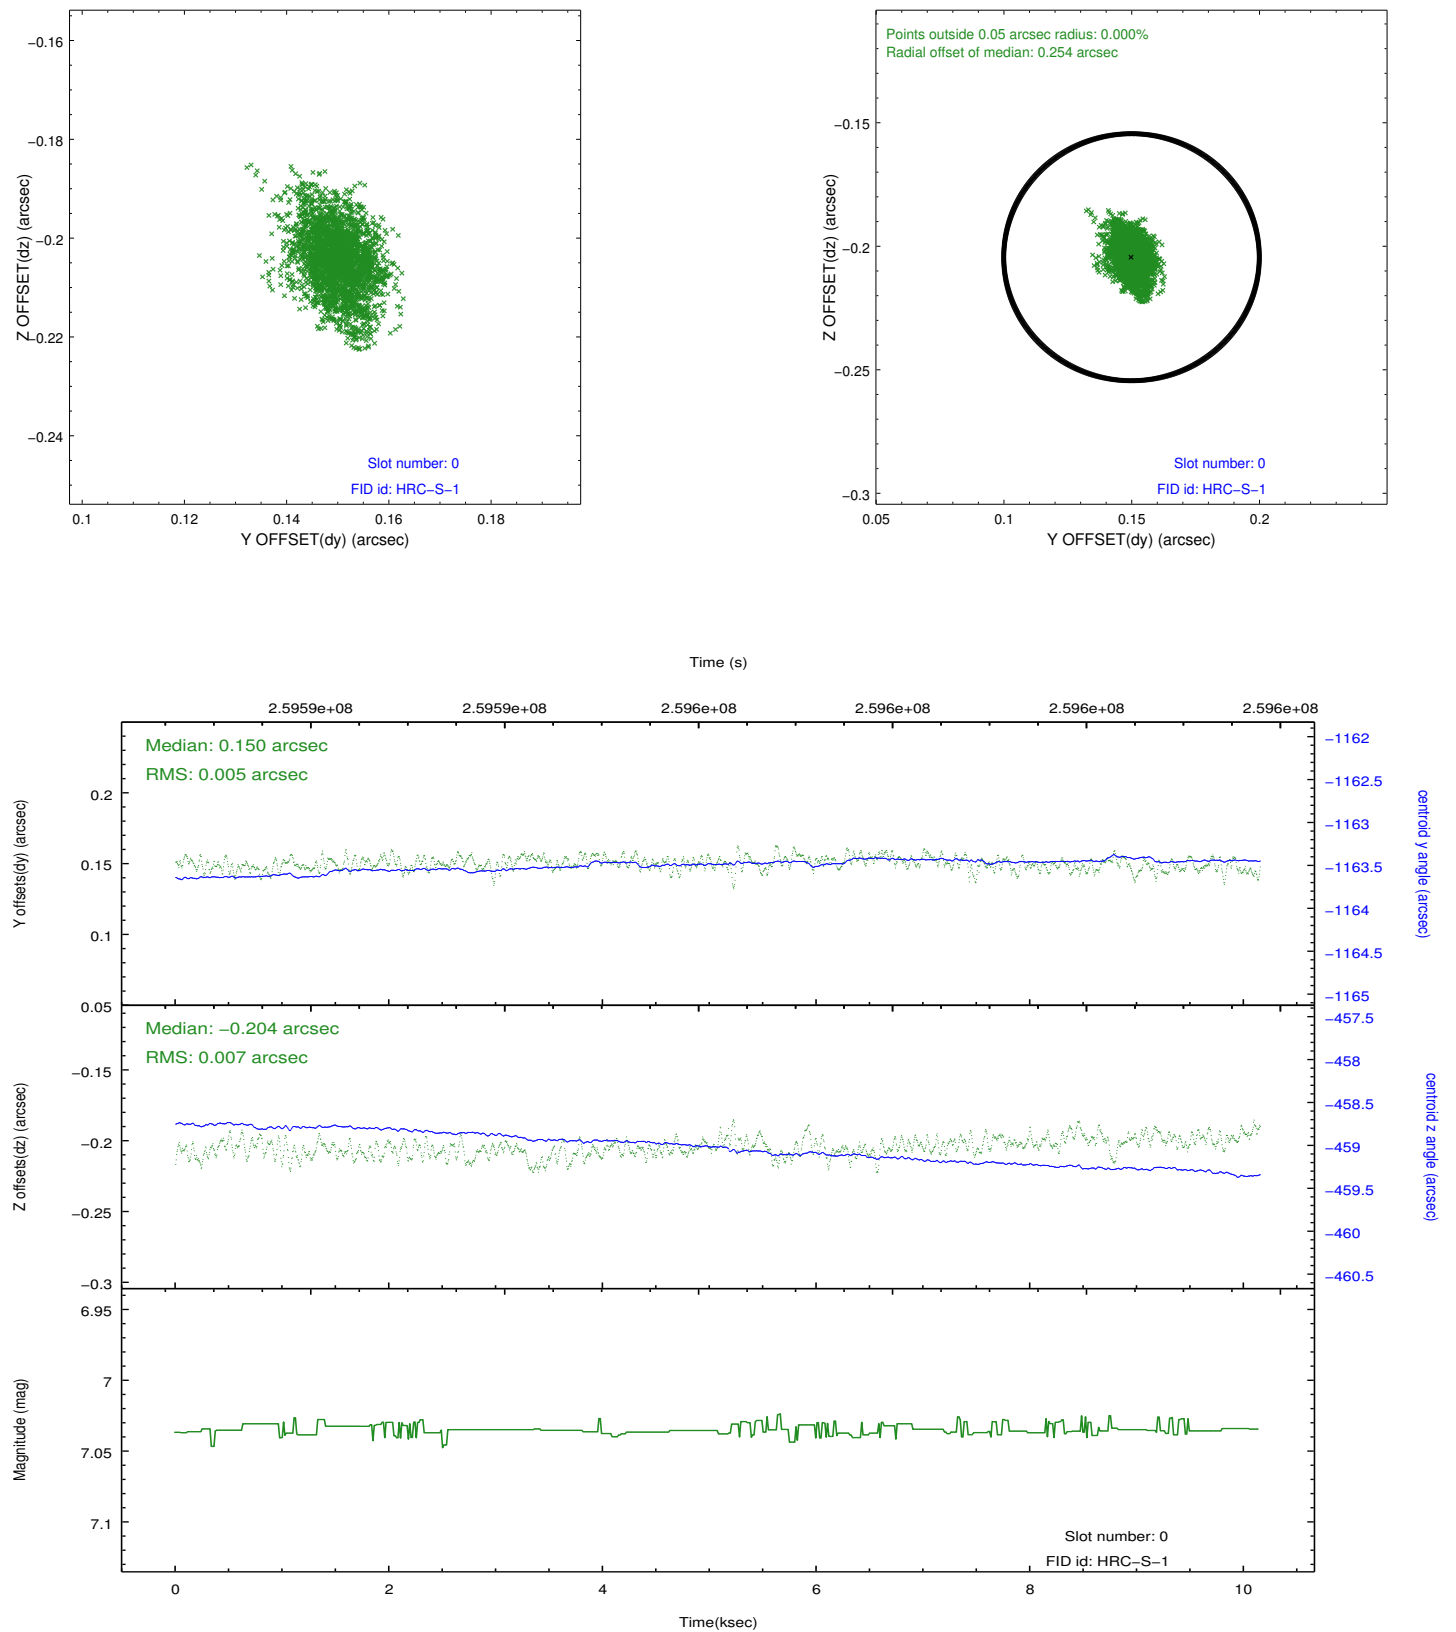 −0.16
−0.18
−0.2
−0.22
−0.24
Z OFFSET(dz) (arcsec)
Slot number: 0
FID id: HRC−S−1
0.1 0.12 0.14 0.16 0.18
Y OFFSET(dy) (arcsec)
Points outside 0.05 arcsec radius: 0.000%
Radial offset of median: 0.254 arcsec
−0.15
−0.2
−0.25
−0.3
Z OFFSET(dz) (arcsec)
Slot number: 0
FID id: HRC−S−1
0.05 0.1 0.15 0.2
Y OFFSET(dy) (arcsec)
Time (s)
2.5959e+08 2.5959e+08 2.596e+08 2.596e+08 2.596e+08 2.596e+08
Median: 0.150 arcsec
RMS: 0.005 arcsec
0.2
0.15
0.1
0.05
Y offsets(dy) (arcsec)
−1162
−1162.5
−1163
−1163.5
−1164
−1164.5
−1165
centroid y angle (arcsec)
Median: −0.204 arcsec
RMS: 0.007 arcsec
−0.15
−0.2
−0.25
−0.3
Z offsets(dz) (arcsec)
−457.5
−458
−458.5
−459
−459.5
−460
−460.5
centroid z angle (arcsec)
6.95
7
7.05
7.1
Magnitude (mag)
Slot number: 0
FID id: HRC−S−1
0 2 4 6 8 10
Time(ksec)